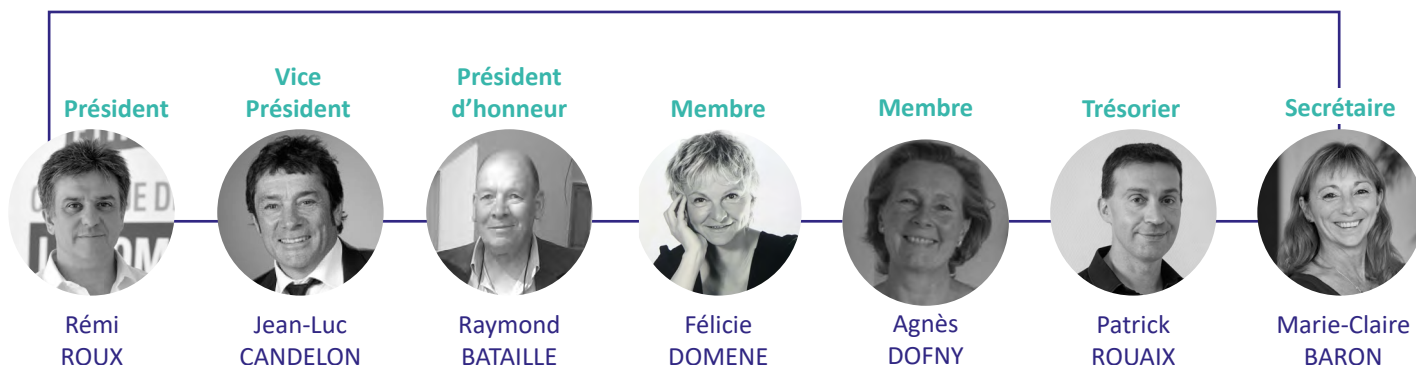 Président
Vice
Président
Président
d'honneur
Membre
Membre
Trésorier
Secrétaire
Rémi
ROUX
Jean-Luc
CANDELON
Raymond
BATAILLE
Félicie
DOMENE
Agnès
DOFNY
Patrick
ROUAIX
Marie-Claire
BARON